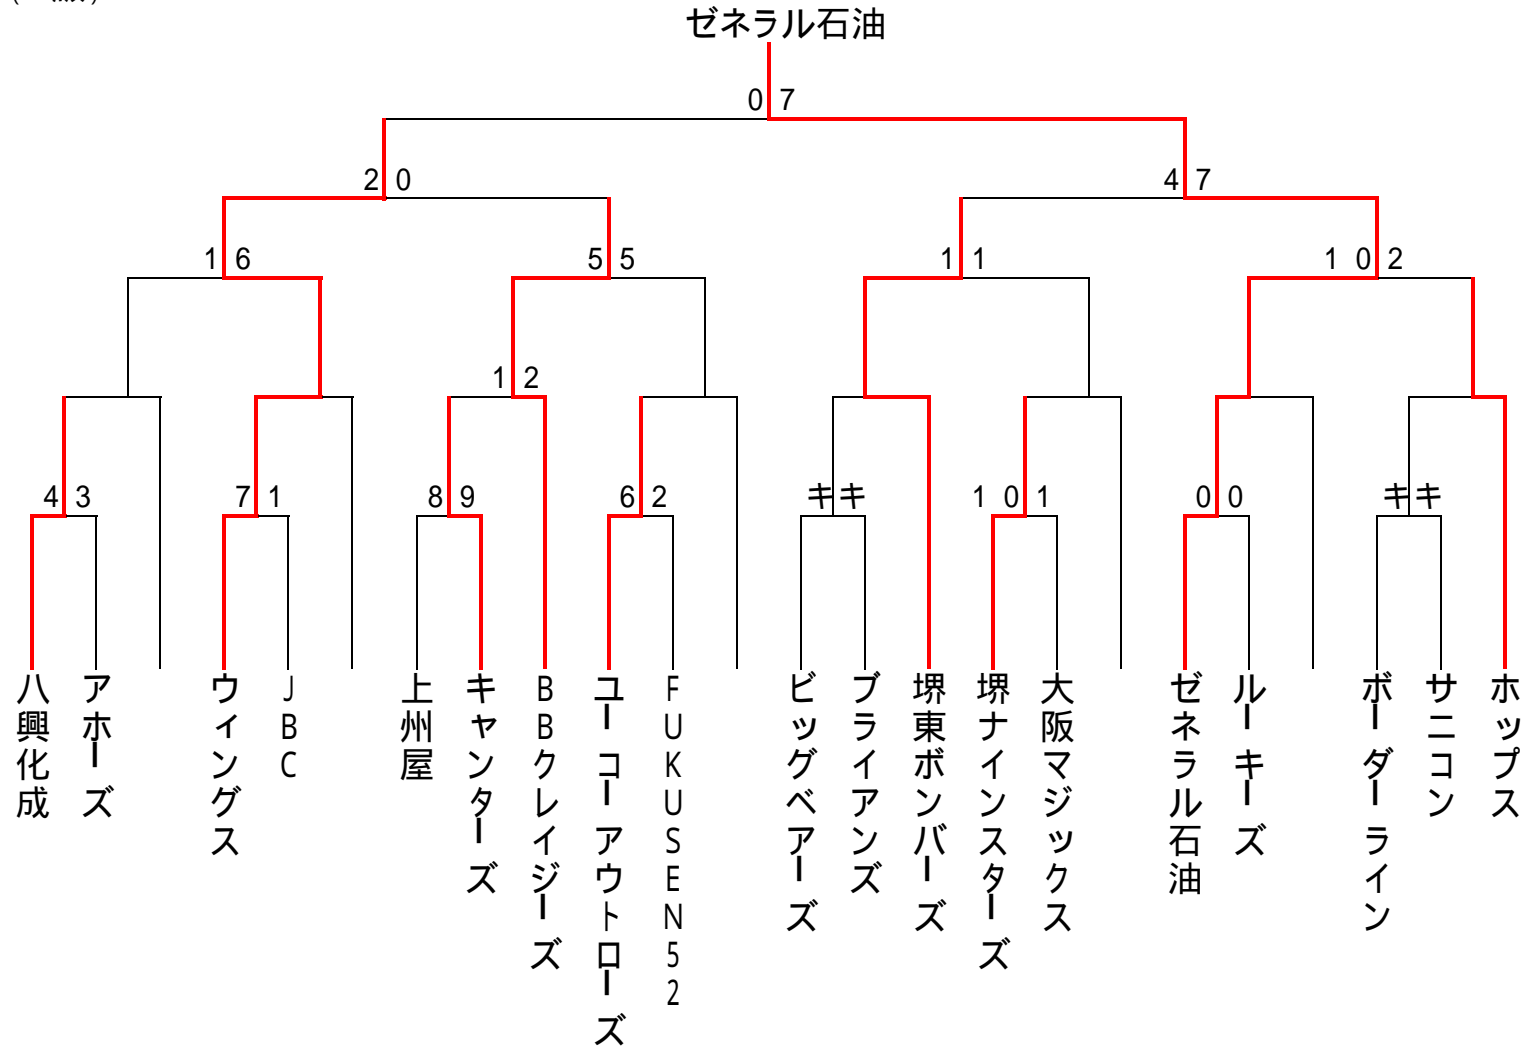 ゼネラル石油
0 7
2 0
4 7
1 6
5 5
1 1
1 0 2
1 2
4 3
7 1
8 9
6 2
キ キ
1 0 1
0 0
キ キ
八興化成
アホーズ
ウィングス
JBC
上州屋
キャンターズ
BBクレイジーズ
ユーコーアウトローズ
FUKUSEN52
ビッグベアーズ
ブライアンズ
堺東ボンバーズ
堺ナインスターズ
大阪マジックス
ゼネラル石油
ルーキーズ
ボーダーライン
サニコン
ホップス